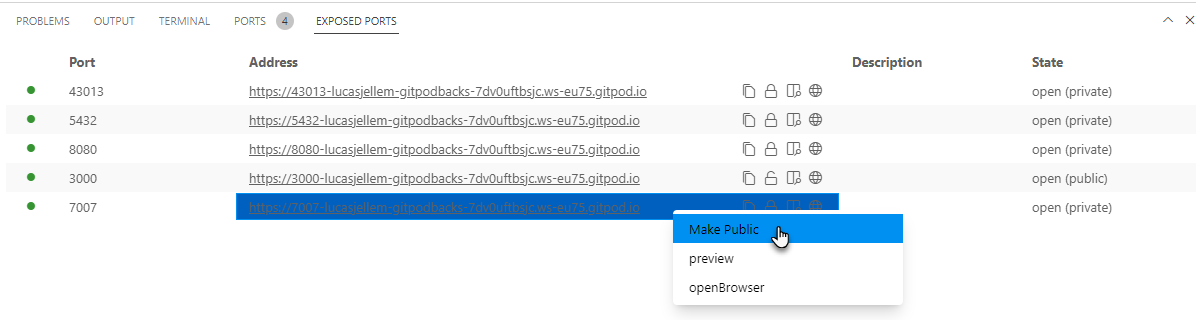 PROBLEMS OUTPUT TERMINAL PORTS 4 EXPOSED PORTS
Port Address Description State
43013 https://43013-lucasjellem-gitpodbacks-7dv0uftbsjc.ws-eu75.gitpod.io open (private)
5432 https://5432-lucasjellem-gitpodbacks-7dv0uftbsjc.ws-eu75.gitpod.io open (private)
8080 https://8080-lucasjellem-gitpodbacks-7dv0uftbsjc.ws-eu75.gitpod.io open (private)
3000 https://3000-lucasjellem-gitpodbacks-7dv0uftbsjc.ws-eu75.gitpod.io open (public)
7007 https://7007-lucasjellem-gitpodbacks-7dv0uftbsjc.ws-eu75.gitpod.io open (private)
Make Public
preview
openBrowser